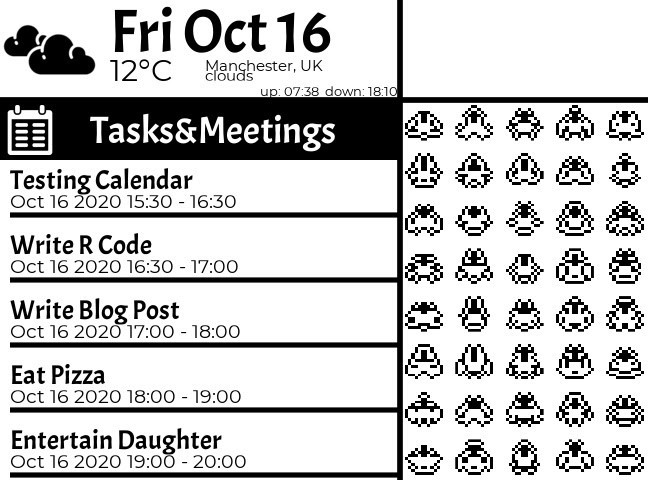 Fri Oct 16
12°C
Manchester, UK
clouds
up: 07:38 down: 18:10
Tasks&Meetings
Testing Calendar
Oct 16 2020 15:30 - 16:30
Write R Code
Oct 16 2020 16:30 - 17:00
Write Blog Post
Oct 16 2020 17:00 - 18:00
Eat Pizza
Oct 16 2020 18:00 - 19:00
Entertain Daughter
Oct 16 2020 19:00 - 20:00